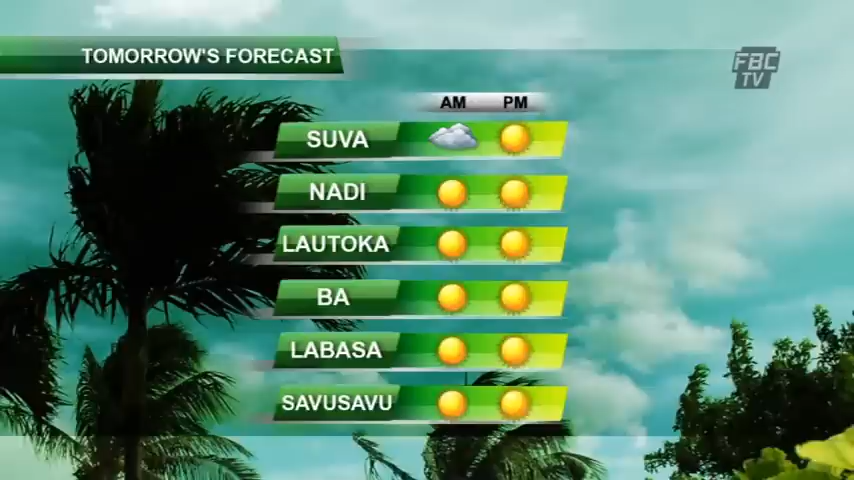 TOMORROW'S FORECAST
FBC
TV
AM PM
SUVA
NADI
LAUTOKA
BA
LABASA
SAVUSAVU